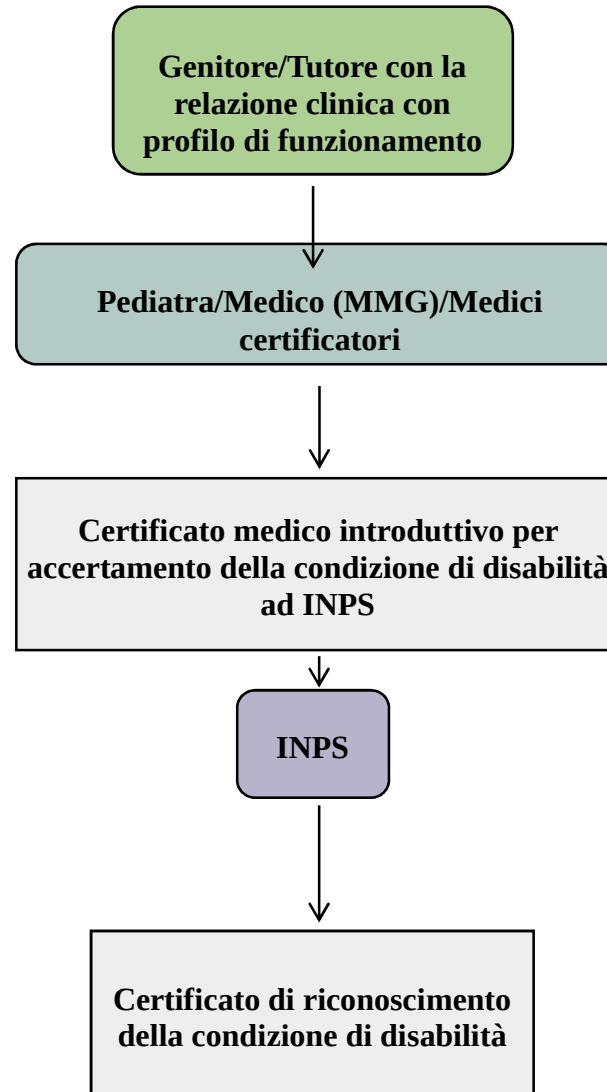 Genitore/Tutore con la
relazione clinica con
profilo di funzionamento
Pediatra/Medico (MMG)/Medici
certificatori
Certificato medico introduttivo per
accertamento della condizione di disabilità
ad INPS
INPS
Certificato di riconoscimento
della condizione di disabilità